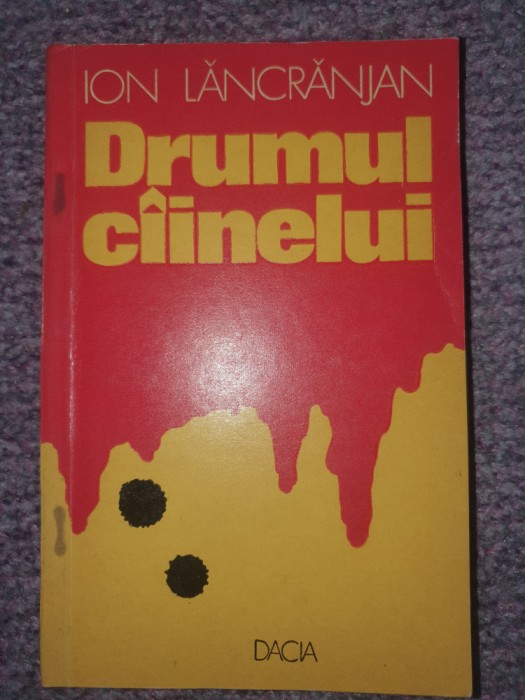 ION LĂNCRĂNJAN
Drumul
cîinelui
DACIA